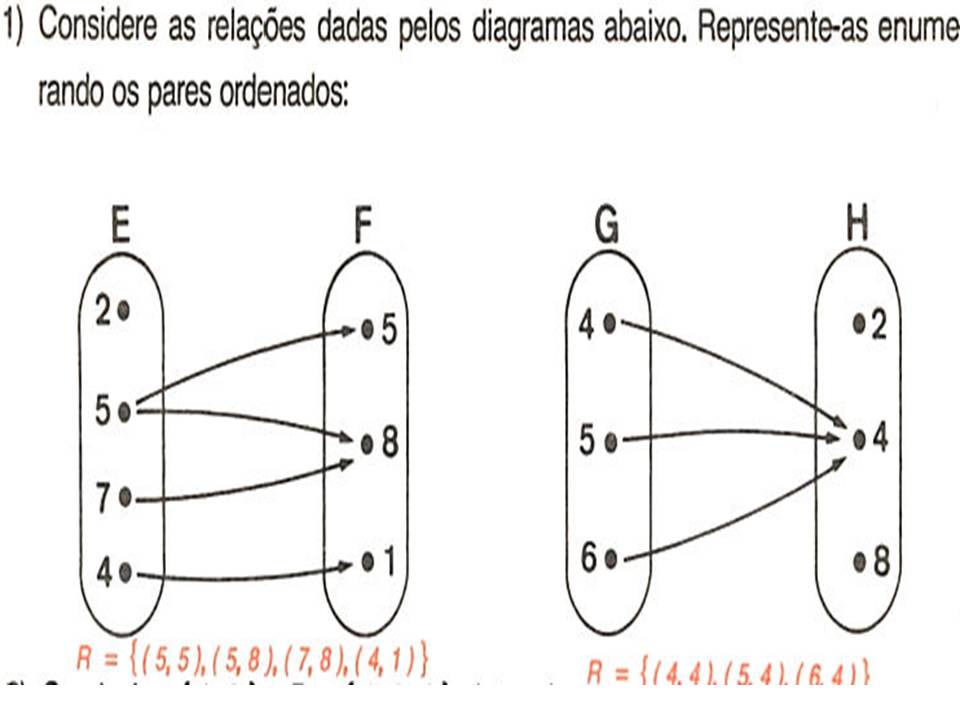 1) Considere as relações dadas pelos diagramas abaixo. Represente-as enume
rando os pares ordenados:
E F G H
2 5 4 2
5 8 5 4
7
4 1 6 8
R = {(5, 5), (5, 8), (7, 8), (4, 1)}
R = {(4, 4), (5, 4), (6, 4)}